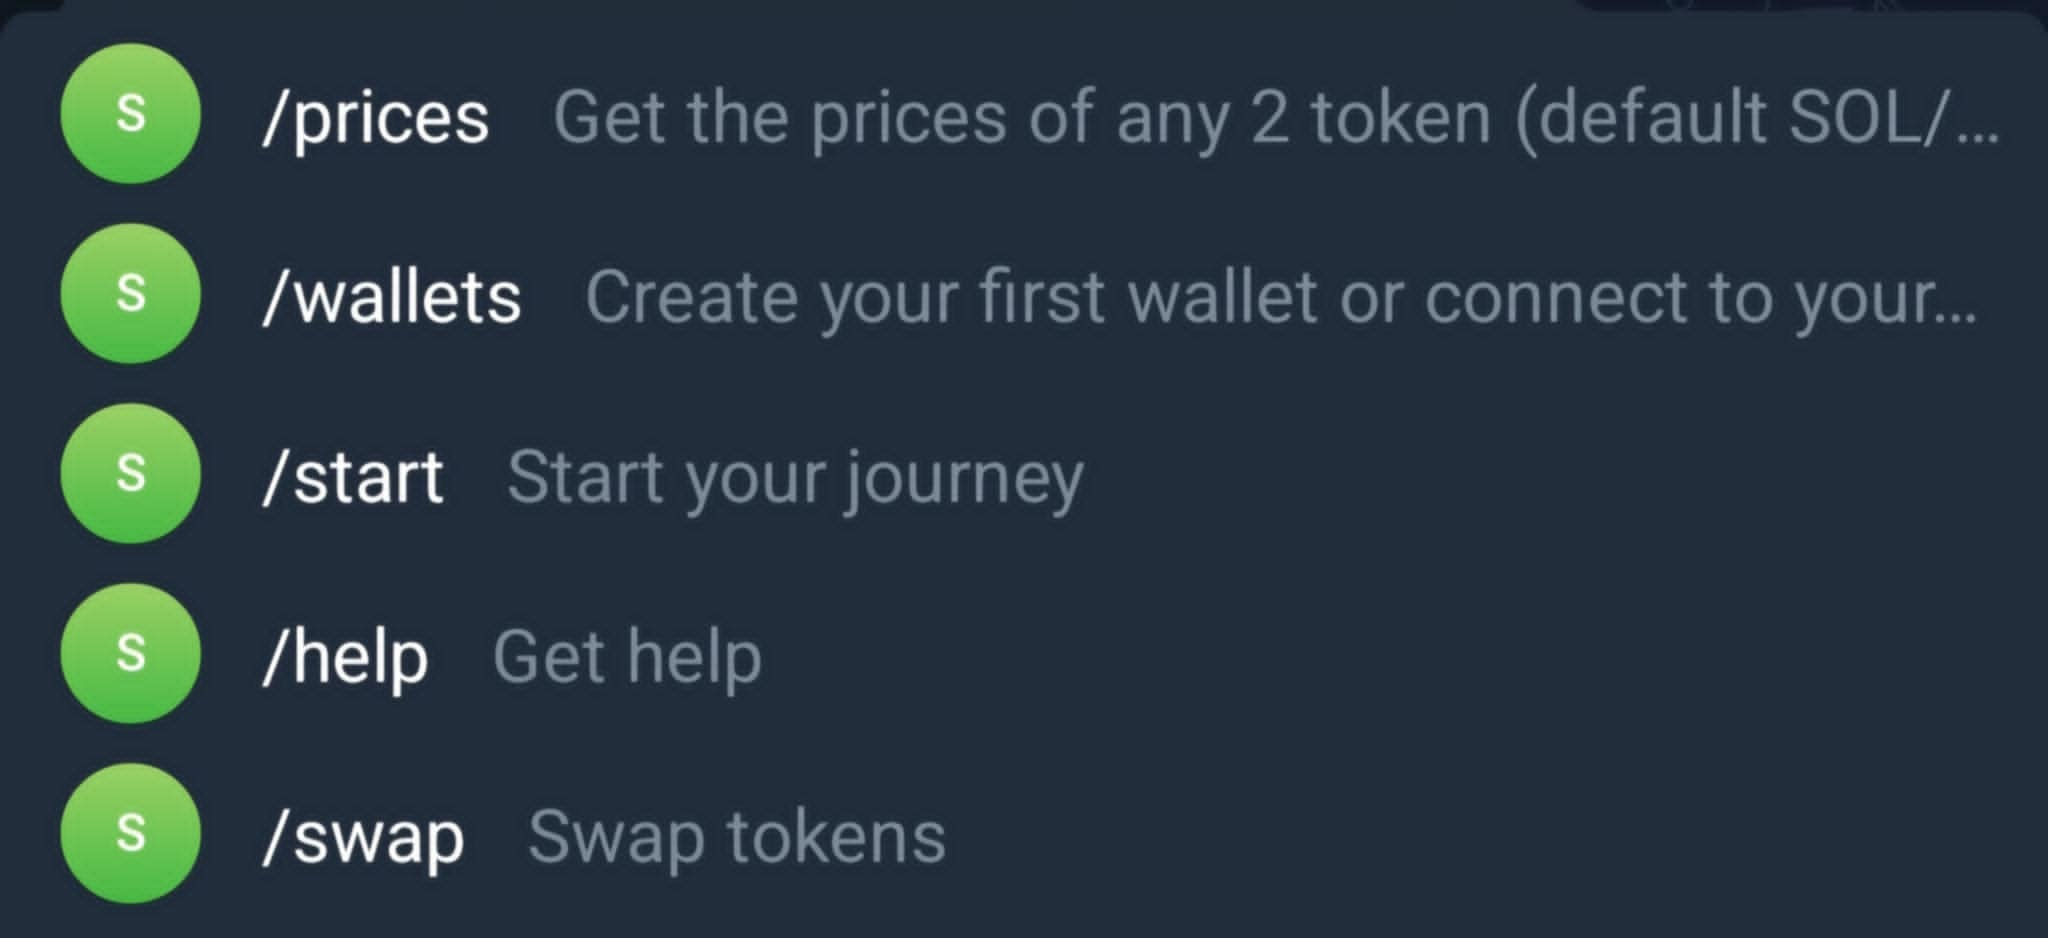 S /prices Get the prices of any 2 token (default SOL/...
S /wallets Create your first wallet or connect to your...
S /start Start your journey
S /help Get help
S /swap Swap tokens